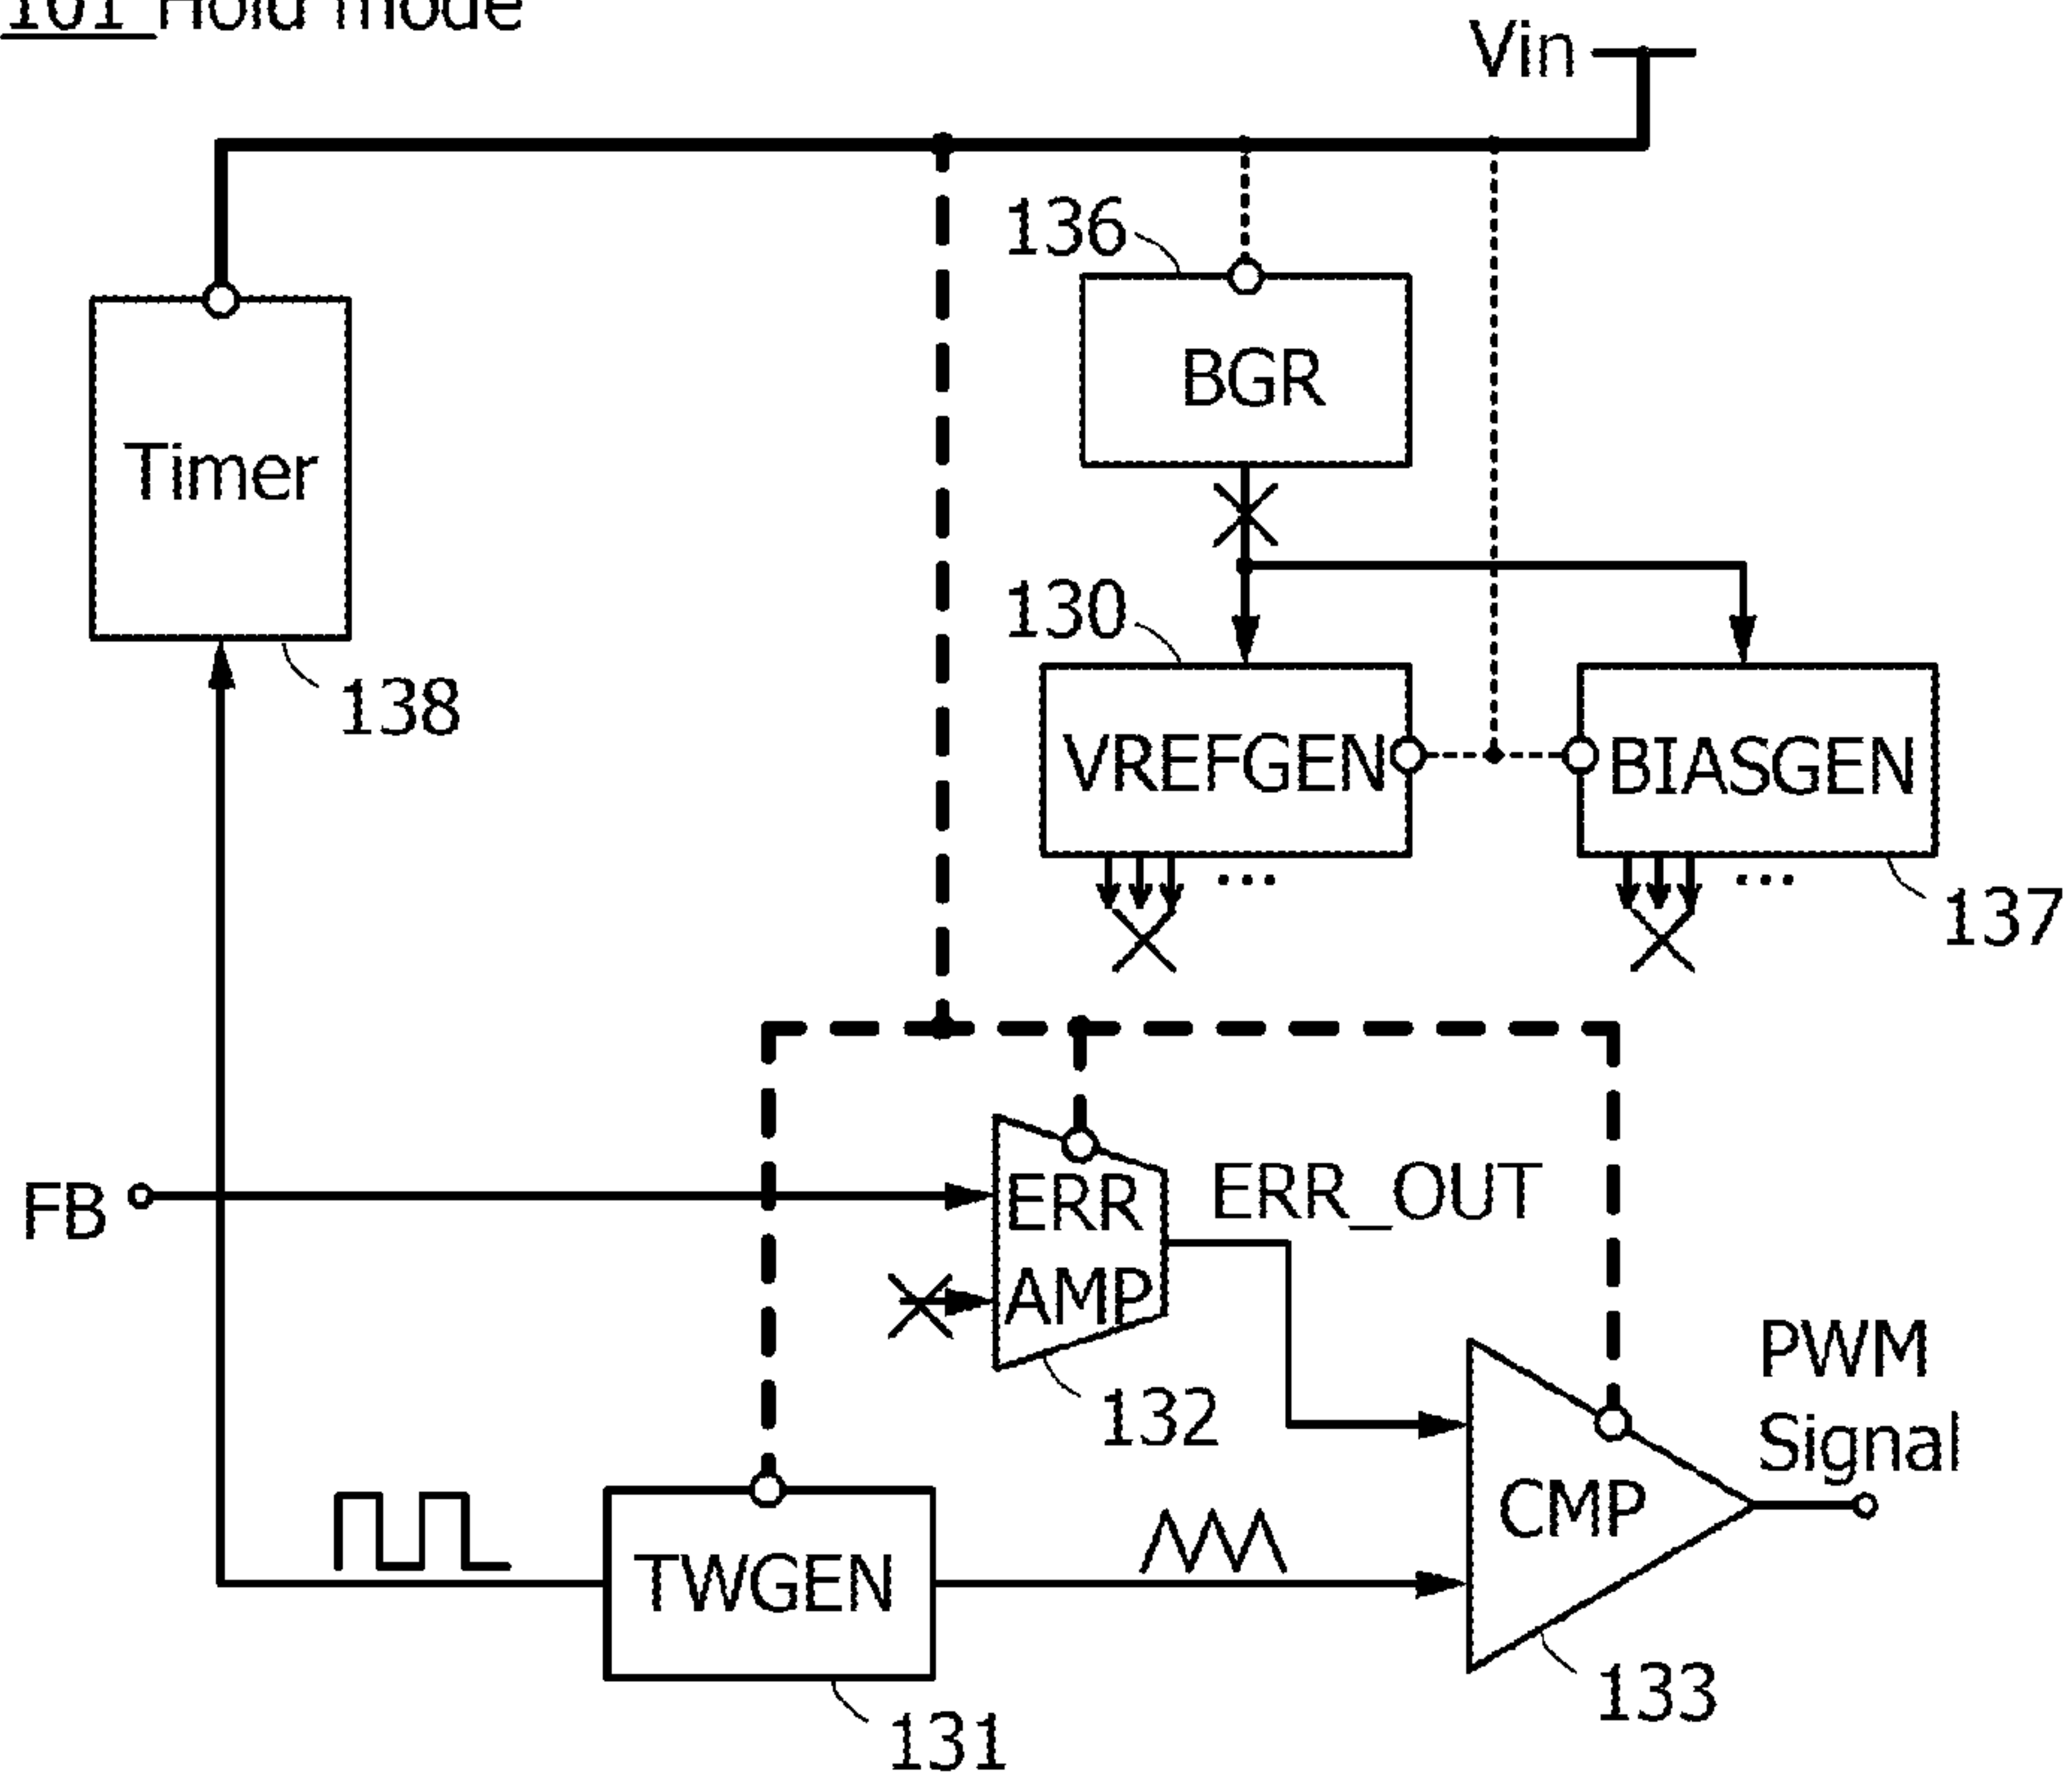 101 Hold mode
Vin
136
BGR
Timer
130
138
VREFGEN
BIASGEN
...
...
137
FB
ERR
AMP
ERR_OUT
132
PWM
Signal
CMP
TWGEN
133
131